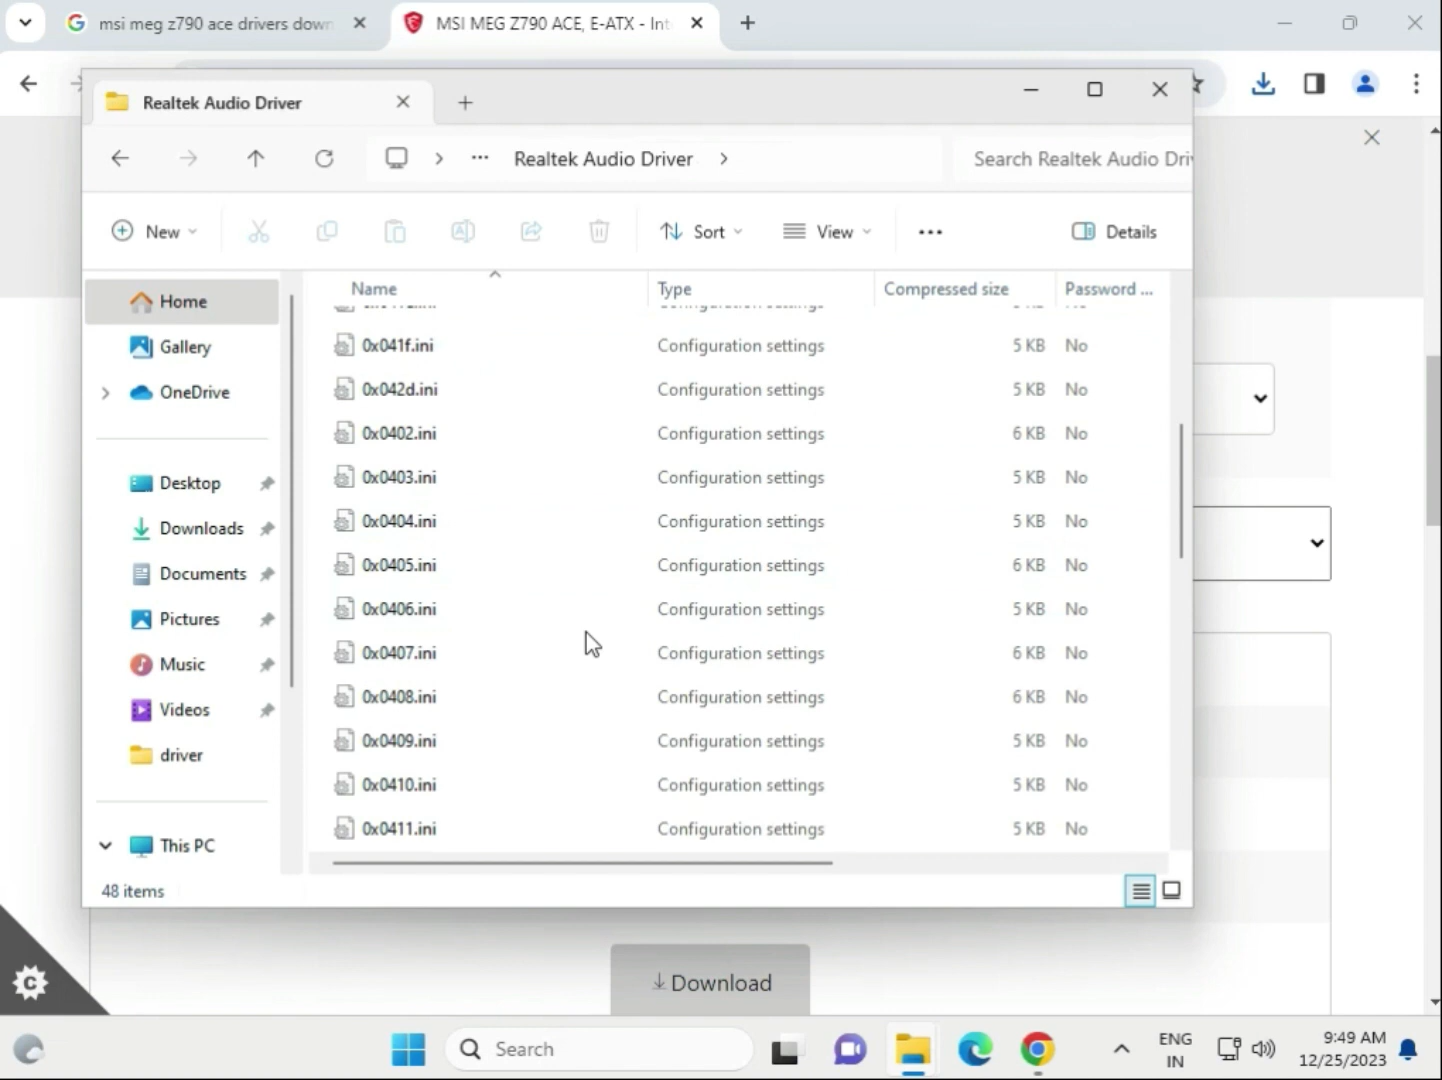 msi meg z790 ace drivers down
MSI MEG Z790 ACE, E-ATX - Int
Realtek Audio Driver
Realtek Audio Driver
Search Realtek Audio Driv
New
Sort
View
Details
Name Type Compressed size Password ...
Home
Gallery
OneDrive
Desktop
Downloads
Documents
Pictures
Music
Videos
driver
This PC
0x041f.ini Configuration settings 5 KB No
0x042d.ini Configuration settings 5 KB No
0x0402.ini Configuration settings 6 KB No
0x0403.ini Configuration settings 5 KB No
0x0404.ini Configuration settings 5 KB No
0x0405.ini Configuration settings 6 KB No
0x0406.ini Configuration settings 5 KB No
0x0407.ini Configuration settings 6 KB No
0x0408.ini Configuration settings 6 KB No
0x0409.ini Configuration settings 5 KB No
0x0410.ini Configuration settings 5 KB No
0x0411.ini Configuration settings 5 KB No
48 items
Download
Search
ENG
IN
9:49 AM
12/25/2023